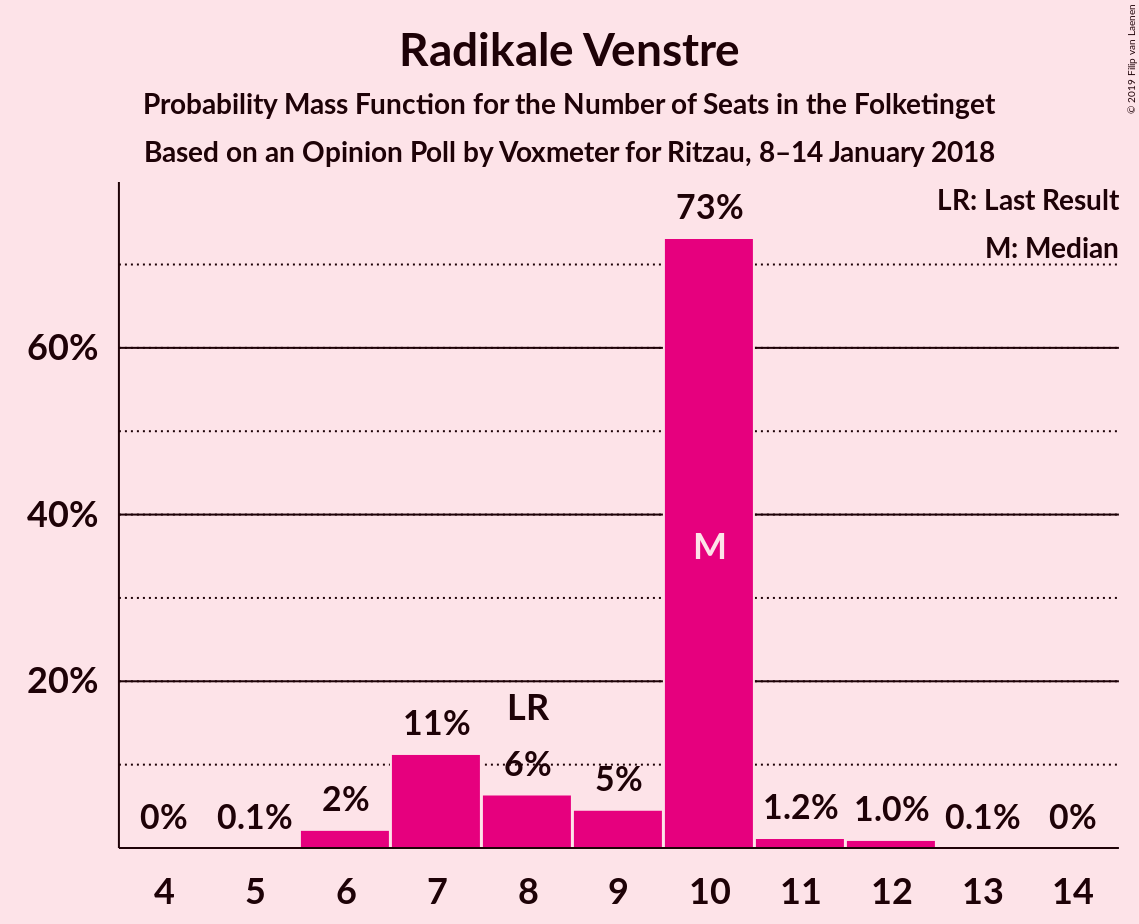 Radikale Venstre
Probability Mass Function for the Number of Seats in the Folketinget
Based on an Opinion Poll by Voxmeter for Ritzau, 8–14 January 2018
© 2019 Filip van Laenen
LR: Last Result
M: Median
60%
40%
20%
0%
0.1%
2%
11%
LR
6%
5%
73%
M
1.2%
1.0%
0.1%
0%
4 5 6 7 8 9 10 11 12 13 14